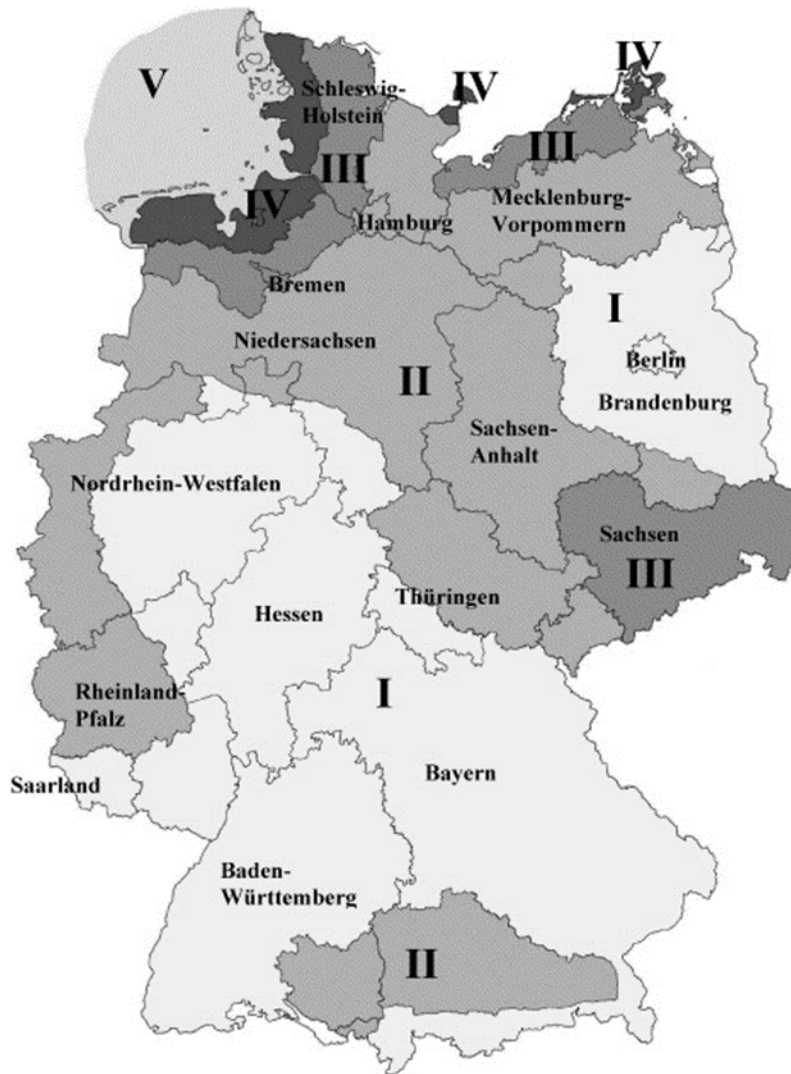 IV
V
IV
Schleswig-
Holstein
III
III
Mecklenburg-
Vorpommern
IV
Hamburg
Bremen
I
Niedersachsen
Berlin
II
Brandenburg
Sachsen-
Anhalt
Nordrhein-Westfalen
Sachsen
III
Thüringen
Hessen
Rheinland-
Pfalz
I
Bayern
Saarland
Baden-
Württemberg
II